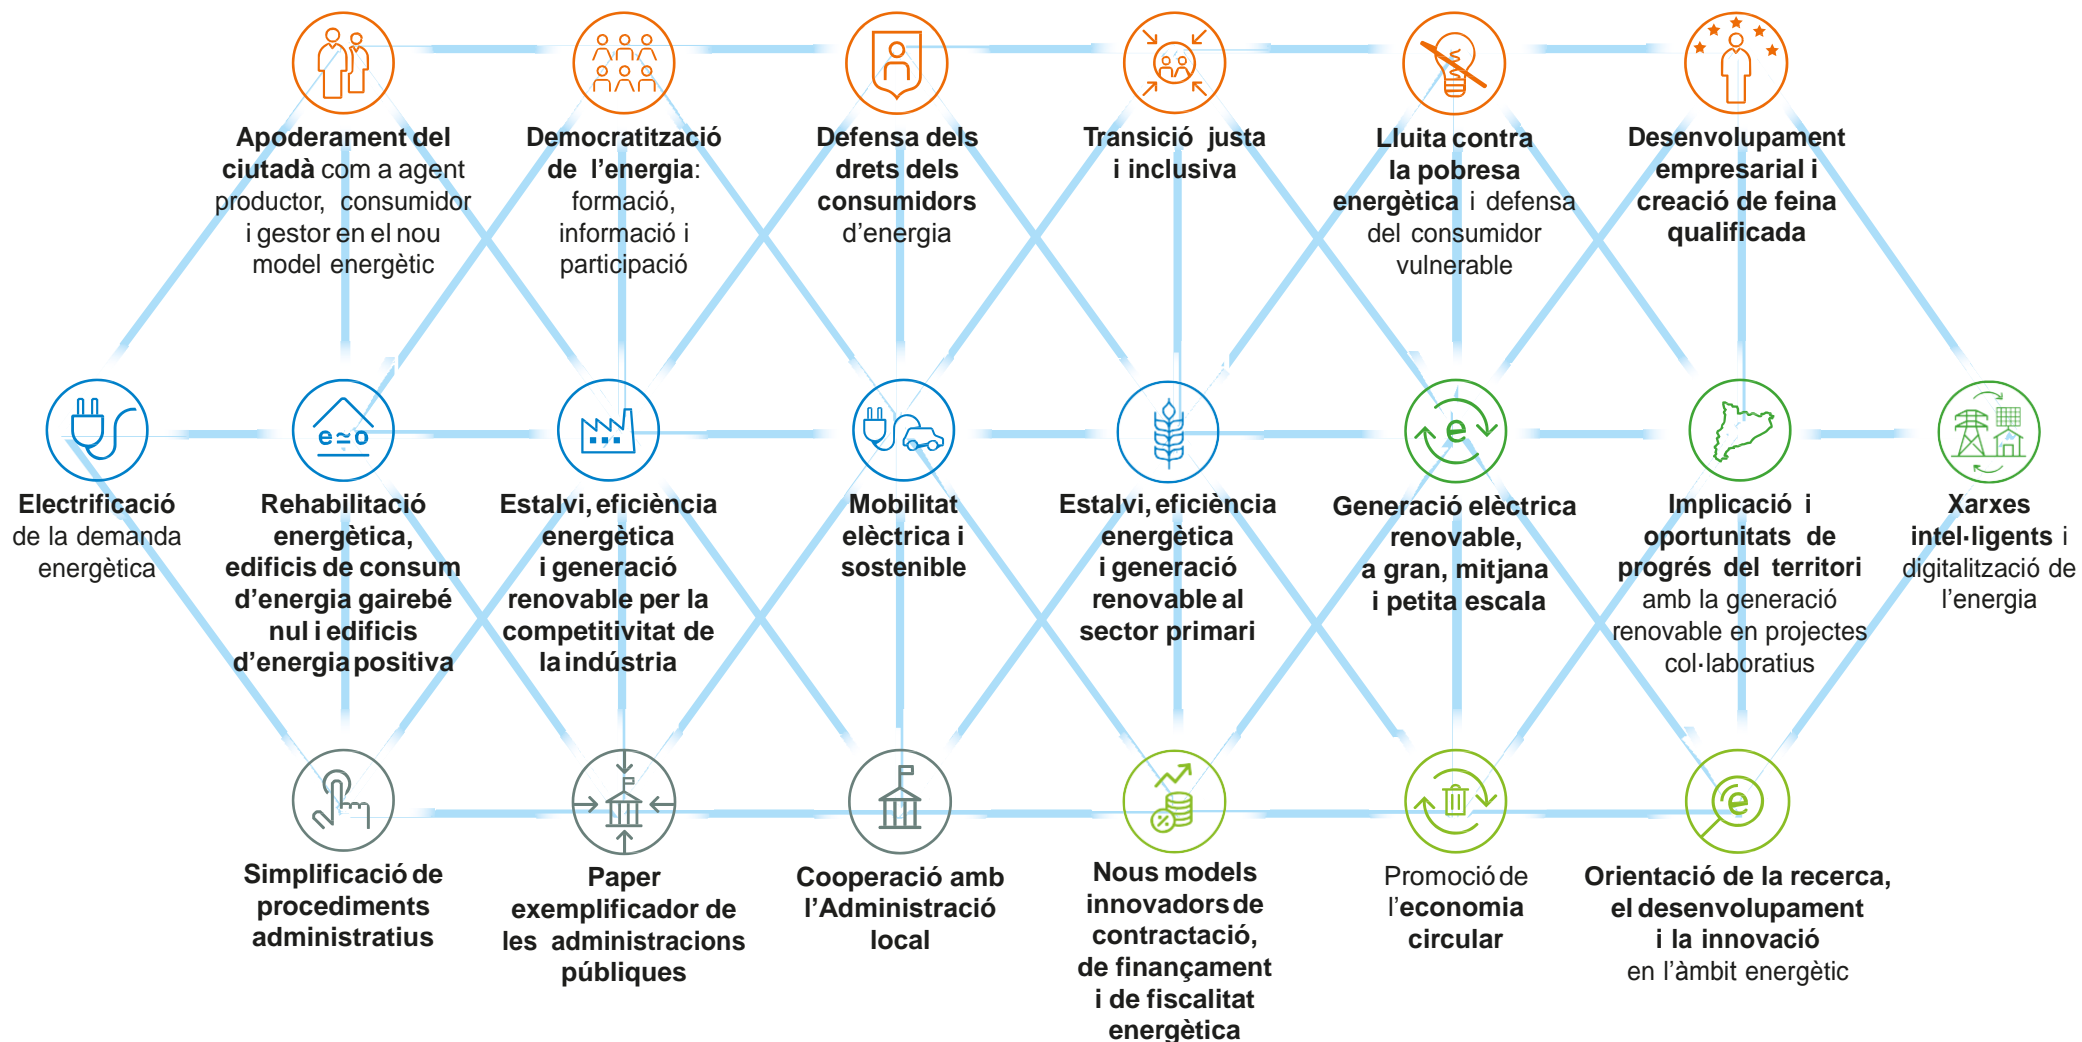 Apoderament del
ciutadà com a agent
productor, consumidor
i gestor en el nou
model energètic
Democratització
de l’energia:
formació,
informació i
participació
Defensa dels
drets dels
consumidors
d’energia
Transició justa
i inclusiva
Lluita contra
la pobresa
energètica i defensa
del consumidor
vulnerable
Desenvolupament
empresarial i
creació de feina
qualificada
e≃o
e
Electrificació
de la demanda
energètica
Rehabilitació
energètica,
edificis de consum
d’energia gairebé
nul i edificis
d’energia positiva
Estalvi, eficiència
energètica
i generació
renovable per la
competitivitat de
la indústria
Mobilitat
elèctrica i
sostenible
Estalvi, eficiència
energètica
i generació
renovable al
sector primari
Generació elèctrica
renovable,
a gran, mitjana
i petita escala
Implicació i
oportunitats de
progrés del territori
amb la generació
renovable en projectes
col·laboratius
Xarxes
intel·ligents i
digitalització de
l’energia
%
e
Simplificació de
procediments
administratius
Paper
exemplificador de
les administracions
públiques
Cooperació amb
l’Administració
local
Nous models
innovadors de
contractació,
de finançament
i de fiscalitat
energètica
Promoció de
l’economia
circular
Orientació de la recerca,
el desenvolupament
i la innovació
en l’àmbit energètic